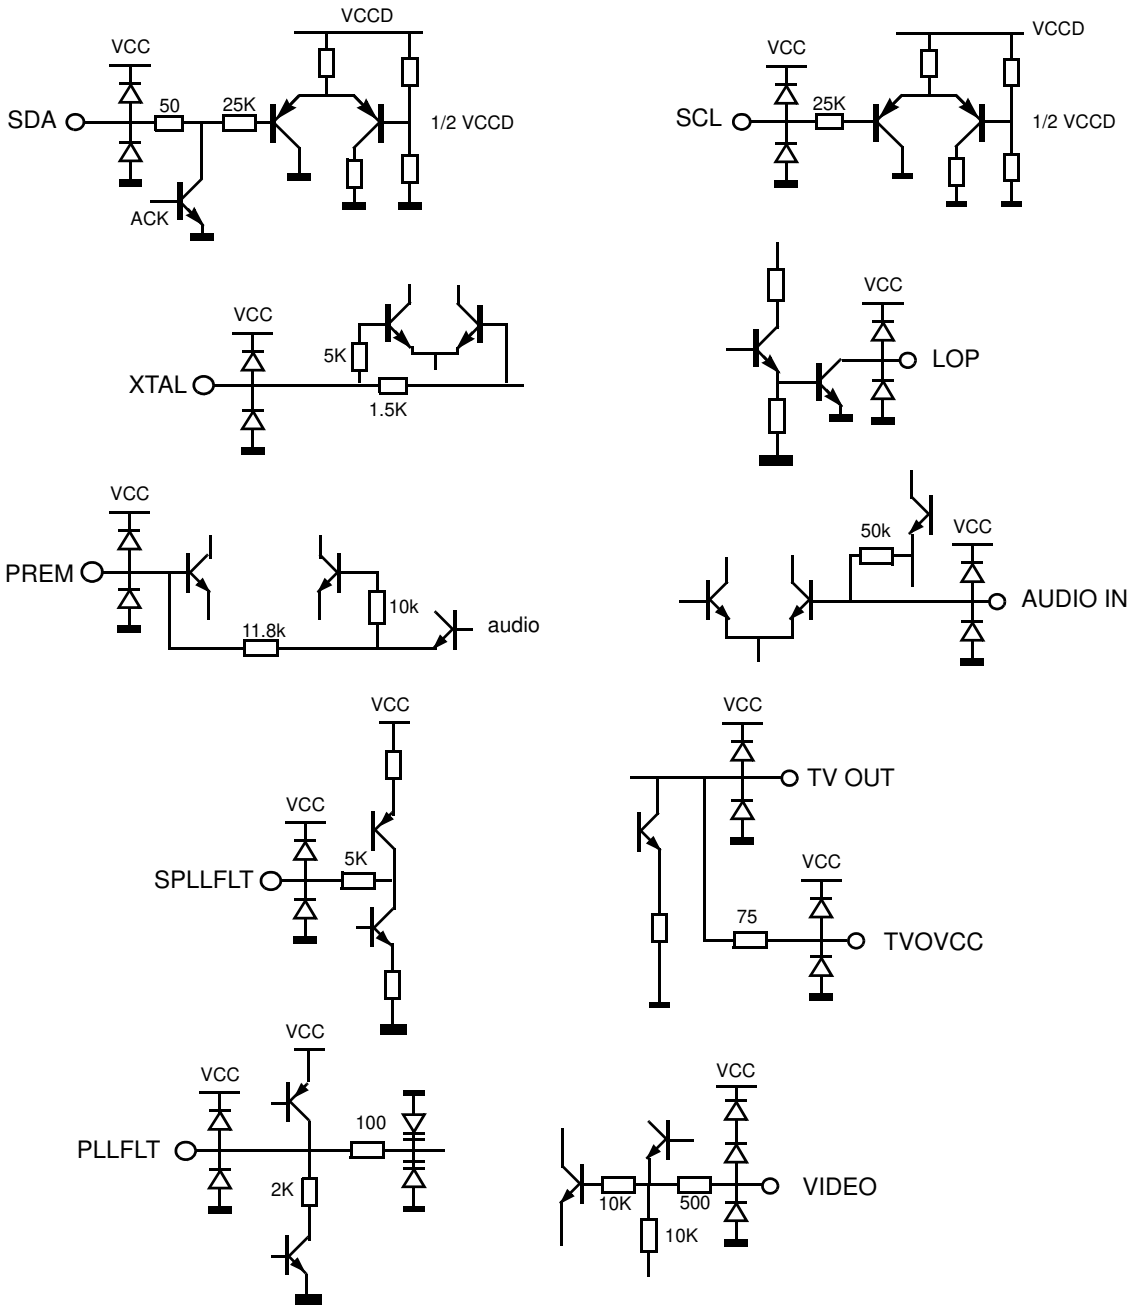 VCCD
VCC
SDA
50
25K
1/2 VCCD
ACK
VCCD
VCC
SCL
25K
1/2 VCCD
VCC
XTAL
5K
1.5K
VCC
LOP
VCC
PREM
11.8k
10k
audio
50k
VCC
AUDIO IN
VCC
VCC
SPLLFLT
5K
VCC
TV OUT
VCC
75
TVOVCC
VCC
VCC
PLLFLT
100
2K
VCC
VIDEO
10K
500
10K